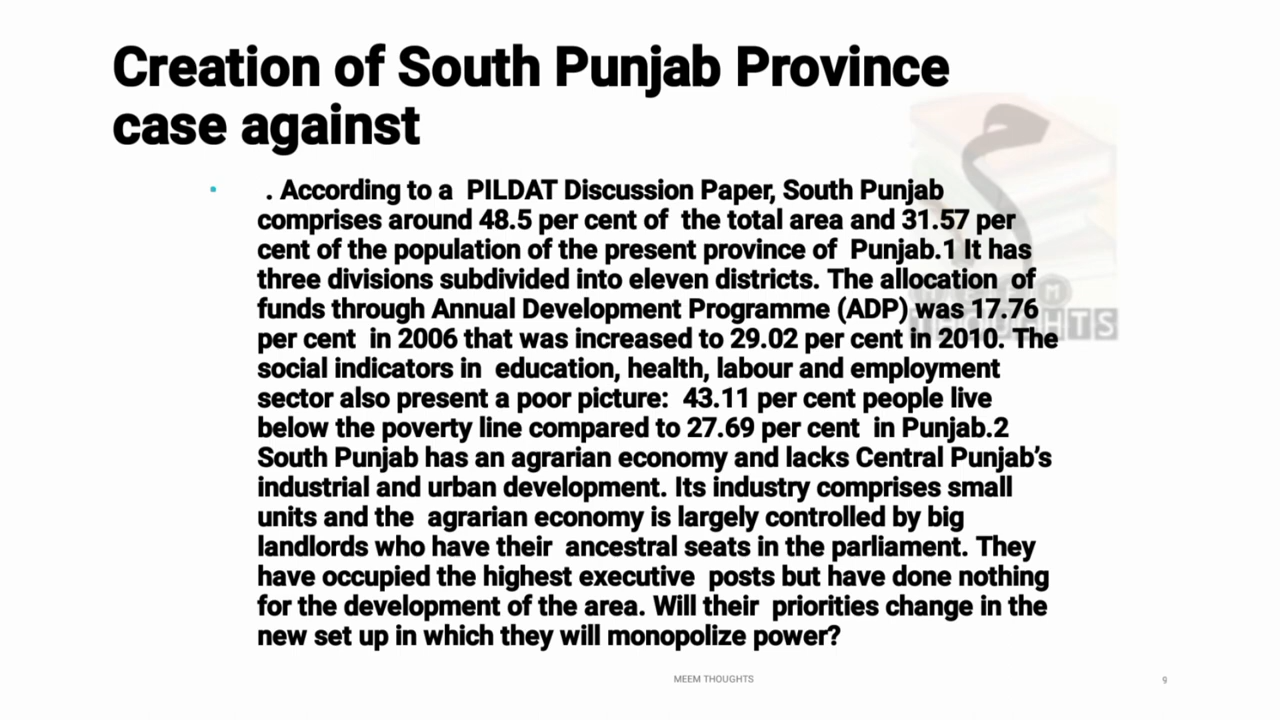 Creation of South Punjab Province
case against
. According to a PILDAT Discussion Paper, South Punjab
comprises around 48.5 per cent of the total area and 31.57 per
cent of the population of the present province of Punjab.1 It has
three divisions subdivided into eleven districts. The allocation of
funds through Annual Development Programme (ADP) was 17.76
per cent in 2006 that was increased to 29.02 per cent in 2010. The
social indicators in education, health, labour and employment
sector also present a poor picture: 43.11 per cent people live
below the poverty line compared to 27.69 per cent in Punjab.2
South Punjab has an agrarian economy and lacks Central Punjab's
industrial and urban development. Its industry comprises small
units and the agrarian economy is largely controlled by big
landlords who have their ancestral seats in the parliament. They
have occupied the highest executive posts but have done nothing
for the development of the area. Will their priorities change in the
new set up in which they will monopolize power?
MEEM THOUGHTS
9